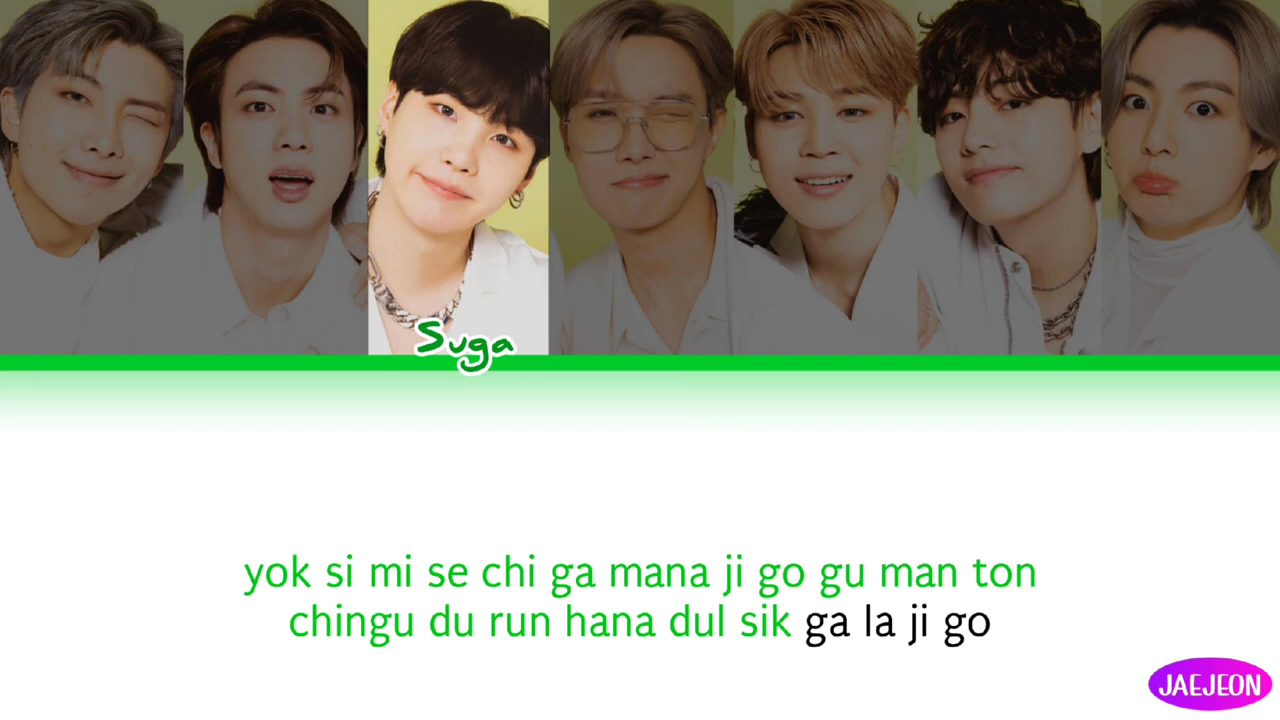 Suga
yok si mi se chi ga mana ji go gu man ton
chingu du run hana dul sik ga la ji go
JAEJEON